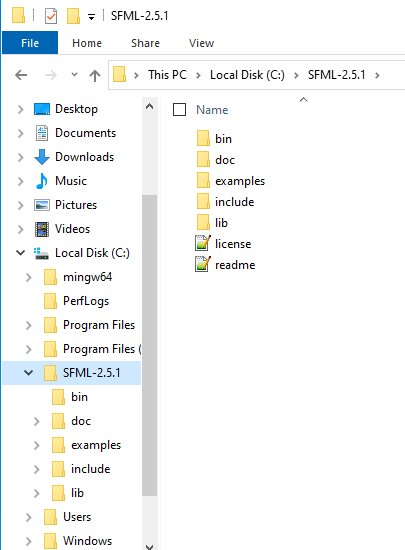 SFML-2.5.1
File Home Share View
This PC Local Disk (C:) SFML-2.5.1
Desktop
Documents
Downloads
Music
Pictures
Videos
Local Disk (C:)
mingw64
PerfLogs
Program Files
Program Files (
SFML-2.5.1
bin
doc
examples
include
lib
Users
Windows
Name
bin
doc
examples
include
lib
license
readme